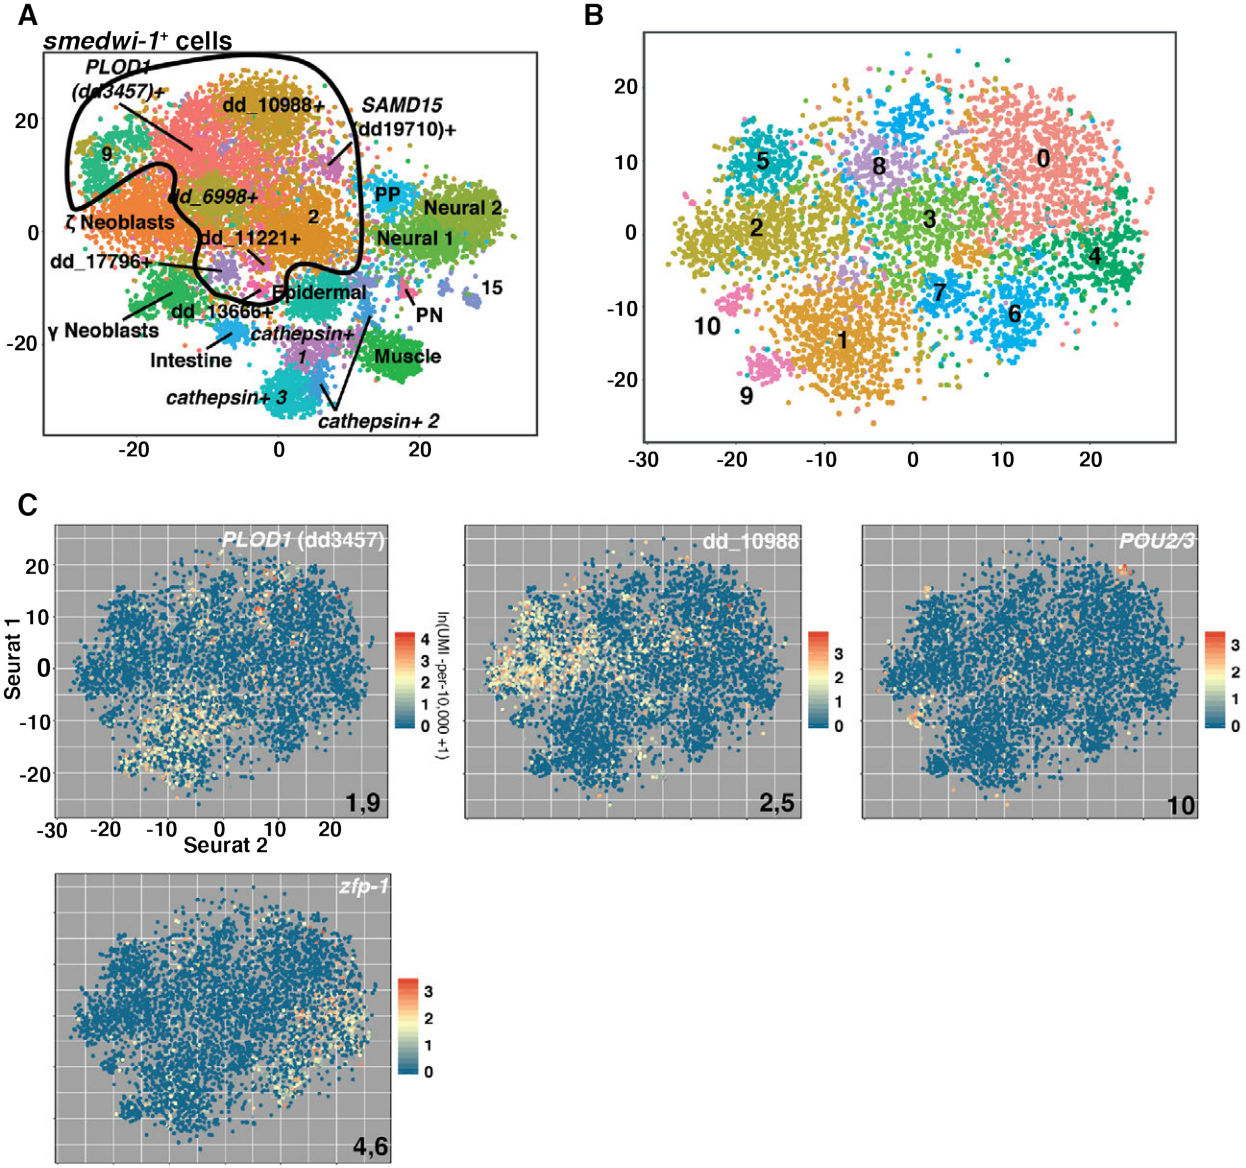 A
smedwi-1+ cells
PLOD1
(dd3457)+
dd_10988+
SAMD15
(dd19710)+
9
dd_6998+
PP
Neural 2
ζ Neoblasts
2
dd_11221+
Neural 1
dd_17796+
Epidermal
15
dd_13666+
PN
γ Neoblasts
cathepsin+
1
Intestine
Muscle
cathepsin+ 3
cathepsin+ 2
20
0
-20
-20
0
20
B
20
10
0
-10
-20
-30
-20
-10
0
10
20
0
5
8
2
3
4
7
6
10
1
9
C
PLOD1 (dd3457)
20
10
0
-10
-20
Seurat 1
-30
-20
-10
0
10
20
Seurat 2
1,9
4
3
2
1
0
ln(UMI -per-10,000 +1)
dd_10988
2,5
3
2
1
0
POU2/3
10
3
2
1
0
zfp-1
4,6
3
2
1
0